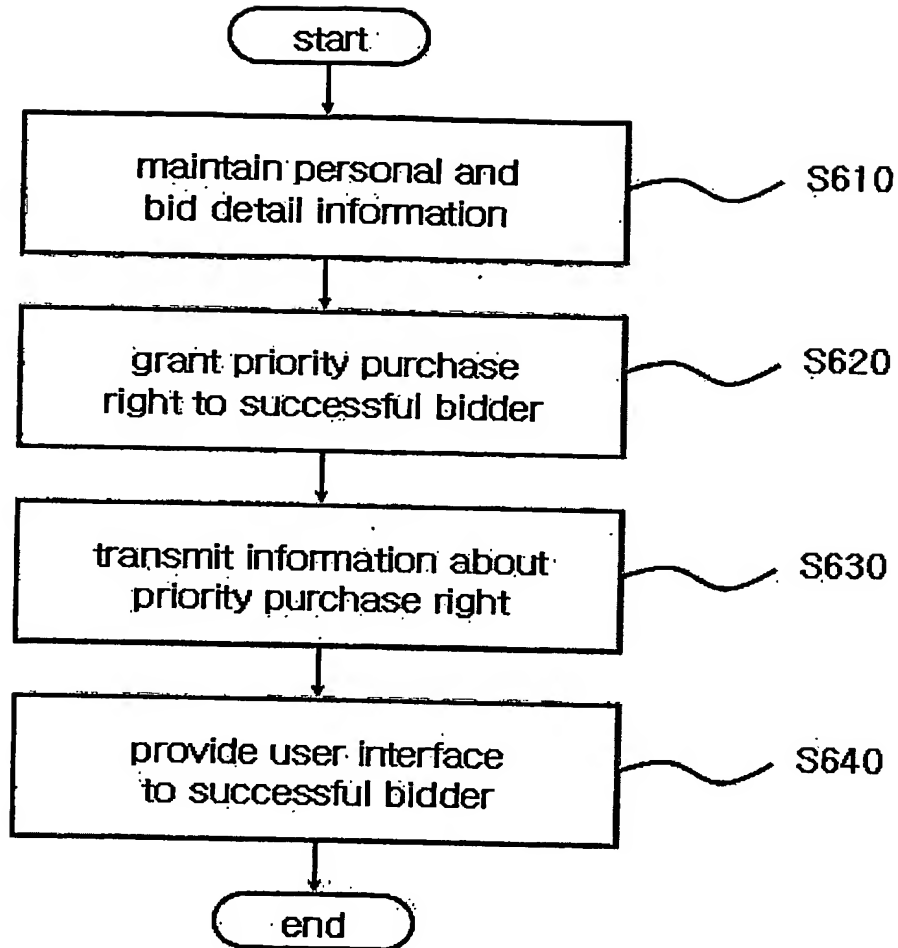 start
maintain personal and
bid detail information
S610
grant priority purchase
right to successful bidder
S620
transmit information about
priority purchase right
S630
provide user interface
to successful bidder
S640
end